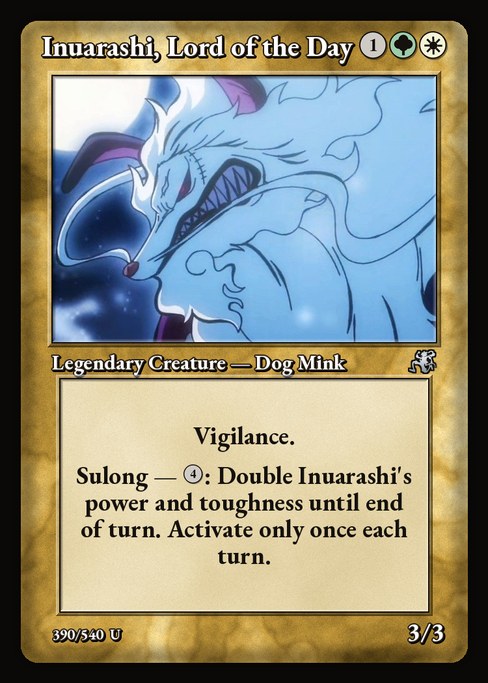 Inuarashi, Lord of the Day 1
Legendary Creature — Dog Mink
Vigilance.
Sulong — 4: Double Inuarashi's
power and toughness until end
of turn. Activate only once each
turn.
390/540 U
3/3